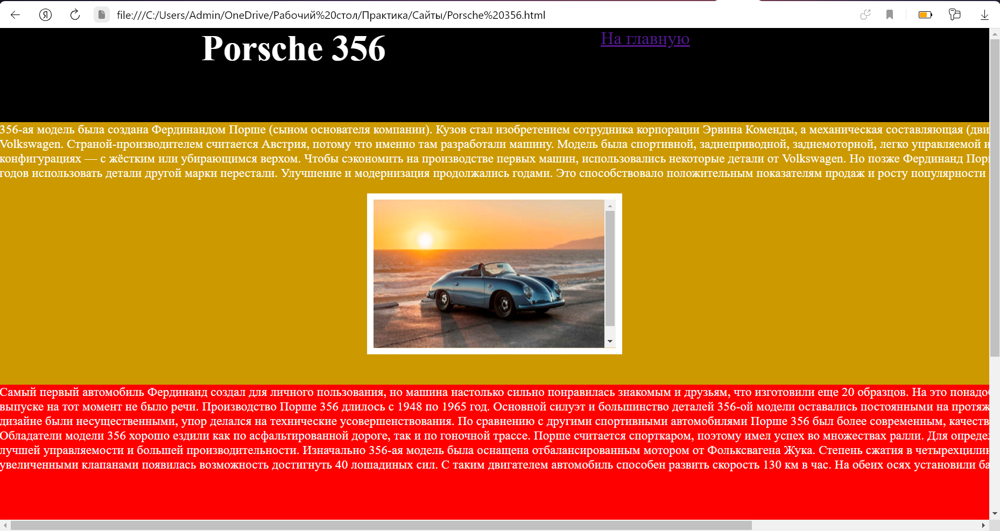 file:///C:/Users/Admin/OneDrive/Рабочий%20стол/Практика/Сайты/Porsche%20356.html
Porsche 356
На главную
356-ая модель была создана Фердинандом Порше (сыном основателя компании). Кузов стал изобретением сотрудника корпорации Эрвина Коменды, а механическая составляющая (дви
Volkswagen. Страной-производителем считается Австрия, потому что именно там разработали машину. Модель была спортивной, заднеприводной, заднемоторной, легко управляемой и
конфигурациях — с жёстким или убирающимся верхом. Чтобы сэкономить на производстве первых машин, использовались некоторые детали от Volkswagen. Но позже Фердинанд Пор
годов использовать детали другой марки перестали. Улучшение и модернизация продолжались годами. Это способствовало положительным показателям продаж и росту популярности
Самый первый автомобиль Фердинанд создал для личного пользования, но машина настолько сильно понравилась знакомым и друзьям, что изготовили еще 20 образцов. На это понадоб
выпуске на тот момент не было речи. Производство Порше 356 длилось с 1948 по 1965 год. Основной силуэт и большинство деталей 356-ой модели оставались постоянными на протяж
дизайне были несущественными, упор делался на технические усовершенствования. По сравнению с другими спортивными автомобилями Порше 356 был более современным, качеств
Обладатели модели 356 хорошо ездили как по асфальтированной дороге, так и по гоночной трассе. Порше считается спорткаром, поэтому имел успех во множествах ралли. Для опреде
лучшей управляемости и большей производительности. Изначально 356-ая модель была оснащена отбалансированным мотором от Фольксвагена Жука. Степень сжатия в четырехцилин
увеличенными клапанами появилась возможность достигнуть 40 лошадиных сил. С таким двигателем автомобиль способен развить скорость 130 км в час. На обеих осях установили ба